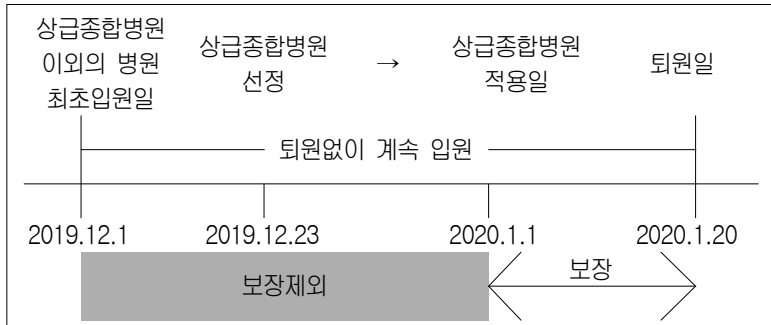 상급종합병원
이외의 병원
최초입원일
상급종합병원
선정
→
상급종합병원
적용일
퇴원일
퇴원없이 계속 입원
2019.12.1
2019.12.23
2020.1.1
2020.1.20
보장제외
보장